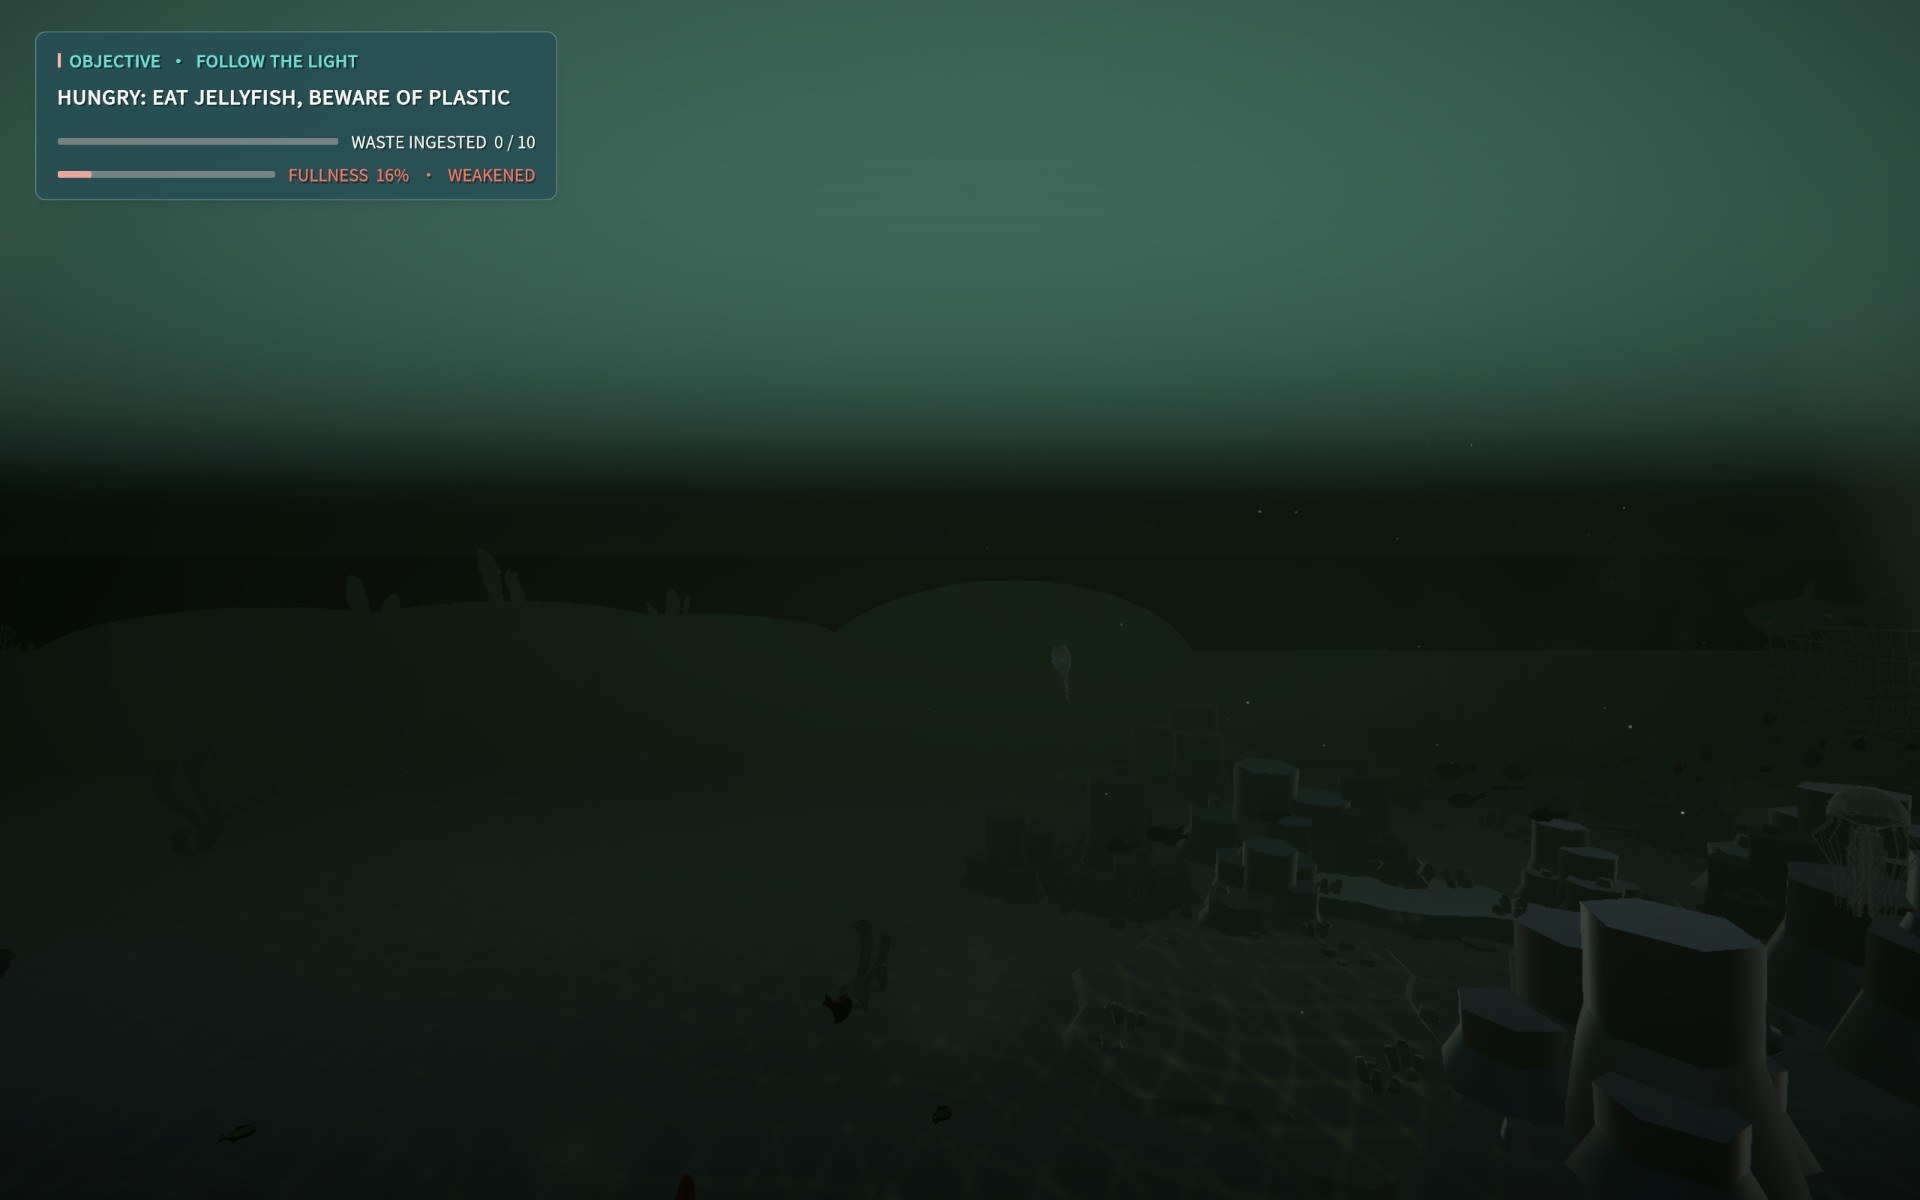 OBJECTIVE • FOLLOW THE LIGHT
HUNGRY: EAT JELLYFISH, BEWARE OF PLASTIC
WASTE INGESTED 0 / 10
FULLNESS 16% • WEAKENED